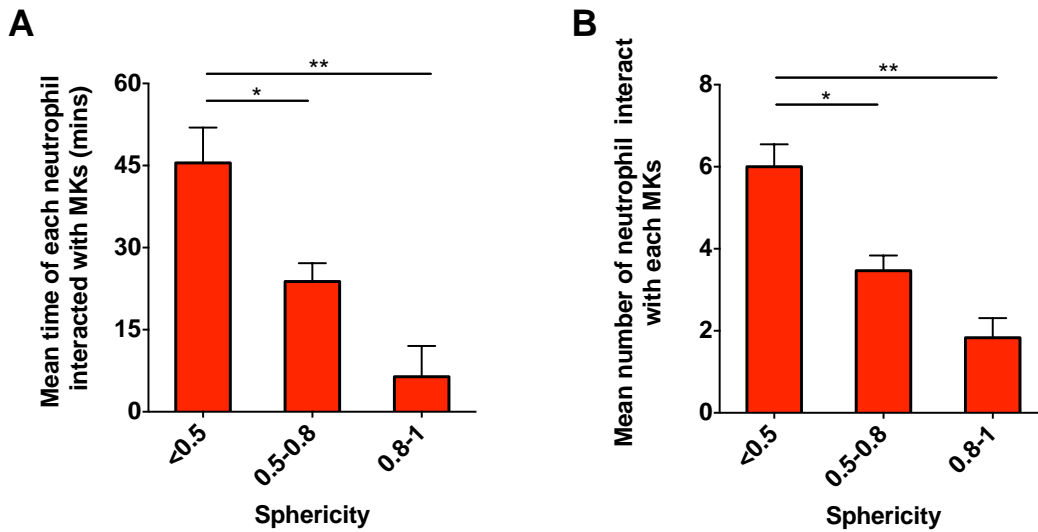 A
Mean time of each neutrophil
interacted with MKs (mins)
60
45
30
15
0
**
*
<0.5
0.5-0.8
0.8-1
Sphericity
B
Mean number of neutrophil interact
with each MKs
8
6
4
2
0
**
*
<0.5
0.5-0.8
0.8-1
Sphericity